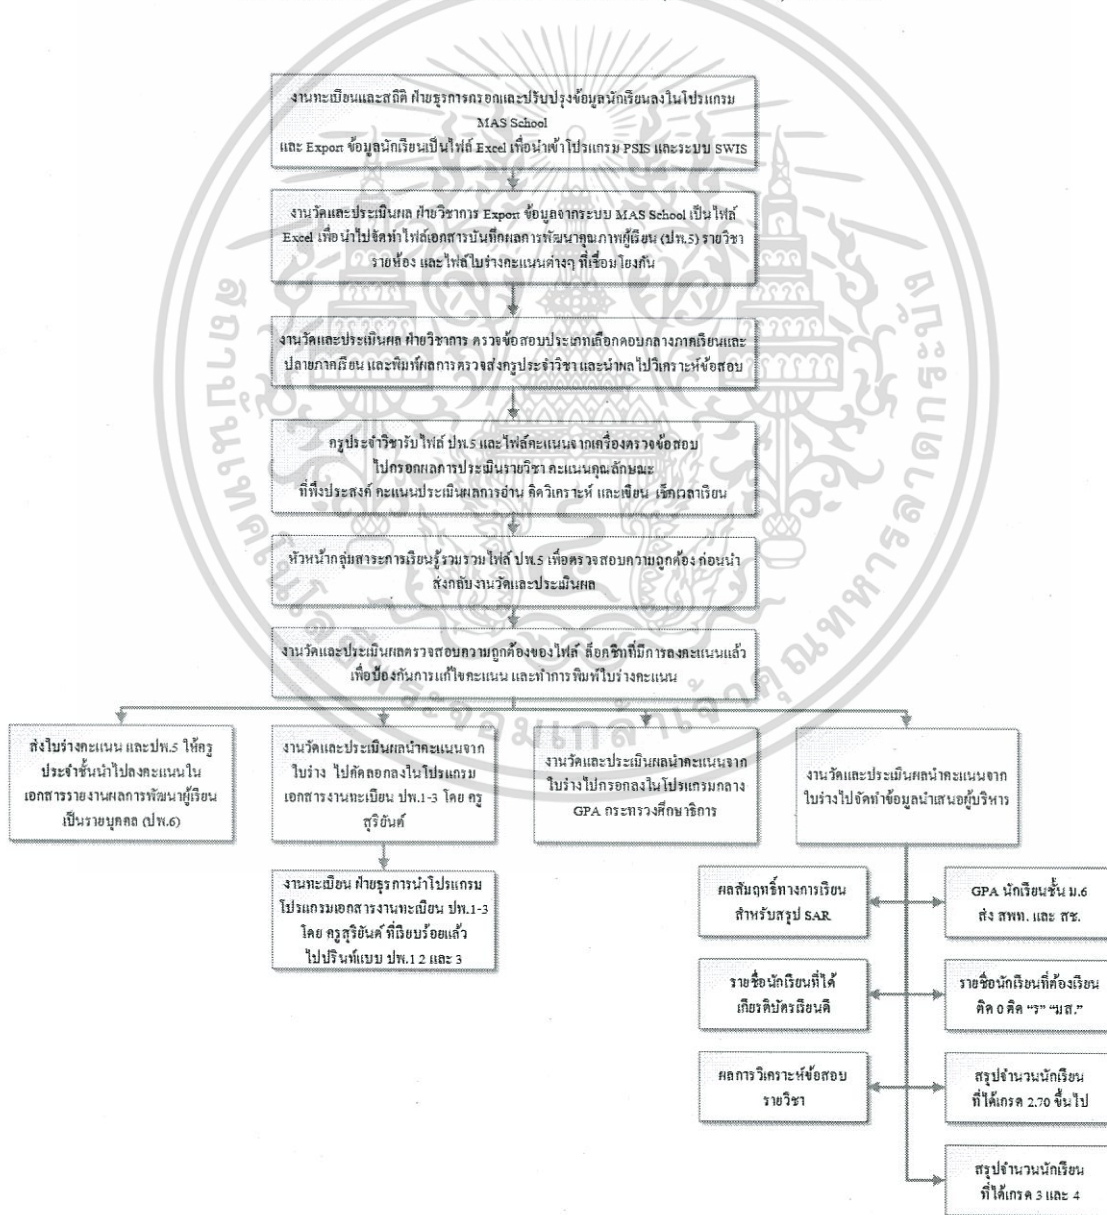 งานทะเบียนและสถิติ ฝ่ายธุรการกรอกและปรับปรุงข้อมูลนักเรียนลงในโปรแกรม
MAS School
และ Export ข้อมูลนักเรียนเป็นไฟล์ Excel เพื่อนำเข้าโปรแกรม PSIS และระบบ SWIS
งานวัดและประเมินผล ฝ่ายวิชาการ Export ข้อมูลจากระบบ MAS School เป็นไฟล์
Excel เพื่อนำไปจัดทำไฟล์เอกสารบันทึกผลการพัฒนาคุณภาพผู้เรียน (ปพ.5) รายวิชา
รายห้อง และไฟล์ใบร่างคะแนนต่างๆ ที่เชื่อมโยงกัน
งานวัดและประเมินผล ฝ่ายวิชาการ ตรวจข้อสอบประเภทเลือกตอบกลางภาคเรียนและ
ปลายภาคเรียน และพิมพ์ผลการตรวจส่งครูประจำวิชา และนำผลไปวิเคราะห์ข้อสอบ
ครูประจำวิชารับไฟล์ ปพ.5 และไฟล์คะแนนจากเครื่องตรวจข้อสอบ
ไปกรอกผลการประเมินรายวิชา คะแนนคุณลักษณะ
ที่พึงประสงค์ คะแนนประเมินผลการอ่าน คิดวิเคราะห์ และเขียน เช็คเวลาเรียน
หัวหน้ากลุ่มสาระการเรียนรู้รวมรวมไฟล์ ปพ.5 เพื่อตรวจสอบความถูกต้อง ก่อนนำ
ส่งกลับงานวัดและประเมินผล
งานวัดและประเมินผลตรวจสอบความถูกต้องของไฟล์ ล็อคชีทที่มีการลงคะแนนแล้ว
เพื่อป้องกันการแก้ไขคะแนน และทำการพิมพ์ใบร่างคะแนน
ส่งใบร่างคะแนน และปพ.5 ให้ครู
ประจำชั้นนำไปลงคะแนนใน
เอกสารรายงานผลการพัฒนาผู้เรียน
เป็นรายบุคคล (ปพ.6)
งานวัดและประเมินผลนำคะแนนจาก
ใบร่าง ไปคัดลอกลงในโปรแกรม
เอกสารงานทะเบียน ปพ.1-3 โดย ครู
สุริยันต์
งานวัดและประเมินผลนำคะแนนจาก
ใบร่างไปกรอกลงในโปรแกรมกลาง
GPA กระทรวงศึกษาธิการ
งานวัดและประเมินผลนำคะแนนจาก
ใบร่างไปจัดทำข้อมูลนำเสนอผู้บริหาร
งานทะเบียน ฝ่ายธุรการนำโปรแกรม
โปรแกรมเอกสารงานทะเบียน ปพ.1-3
โดย ครูสุริยันต์ ที่เรียบร้อยแล้ว
ไปปริ้นท์แบบ ปพ.1 2 และ 3
ผลสัมฤทธิ์ทางการเรียน
สำหรับสรุป SAR
GPA นักเรียนชั้น ม.6
ส่ง สพท. และ สช.
รายชื่อนักเรียนที่ได้
เกียรติบัตรเรียนดี
รายชื่อนักเรียนที่ต้องเรียน
ติด 0 ติด “ร” “มส.”
ผลการวิเคราะห์ข้อสอบ
รายวิชา
สรุปจำนวนนักเรียน
ที่ได้เกรด 2.70 ขึ้นไป
สรุปจำนวนนักเรียน
ที่ได้เกรด 3 และ 4
สถาบันเทคโนโลยีพระจอมเกล้าเจ้าคุณทหารลาดกระบัง